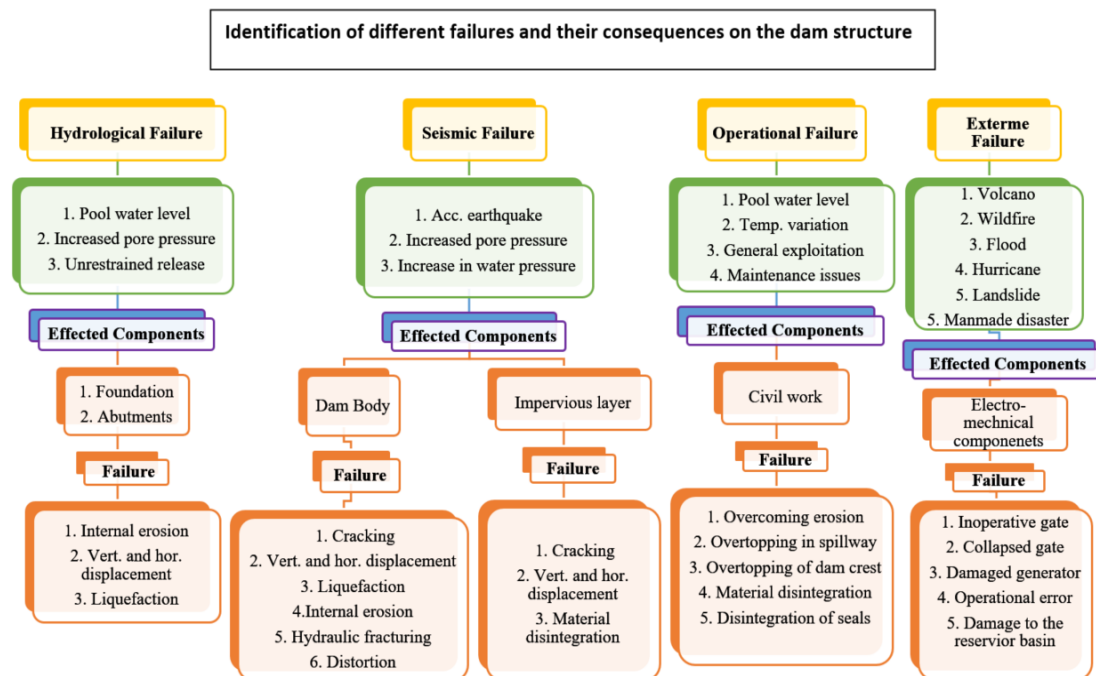 Identification of different failures and their consequences on the dam structure
Hydrological Failure
1. Pool water level
2. Increased pore pressure
3. Unrestrained release
Effected Components
1. Foundation
2. Abutments
Failure
1. Internal erosion
2. Vert. and hor.
displacement
3. Liquefaction
Seismic Failure
1. Acc. earthquake
2. Increased pore pressure
3. Increase in water pressure
Effected Components
Dam Body
Failure
1. Cracking
2. Vert. and hor. displacement
3. Liquefaction
4.Internal erosion
5. Hydraulic fracturing
6. Distortion
Impervious layer
Failure
1. Cracking
2. Vert. and hor.
displacement
3. Material
disintegration
Operational Failure
1. Pool water level
2. Temp. variation
3. General exploitation
4. Maintenance issues
Effected Components
Civil work
Failure
1. Overcoming erosion
2. Overtopping in spillway
3. Overtopping of dam crest
4. Material disintegration
5. Disintegration of seals
Exterme
Failure
1. Volcano
2. Wildfire
3. Flood
4. Hurricane
5. Landslide
5. Manmade disaster
Effected Components
Electro-
mechnical
componenets
Failure
1. Inoperative gate
2. Collapsed gate
3. Damaged generator
4. Operational error
5. Damage to the
reservior basin